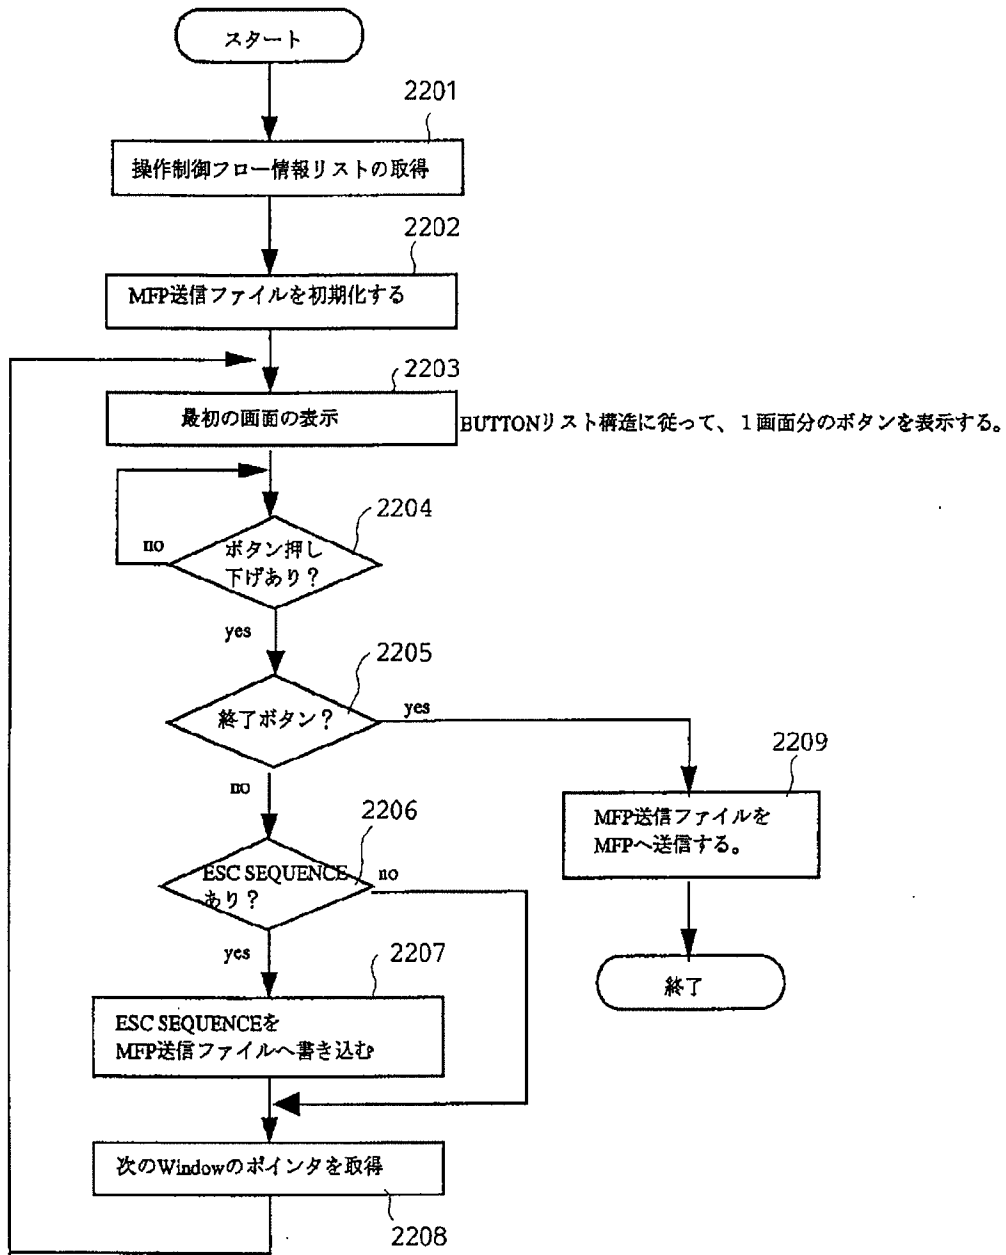 スタート
2201
操作制御フロー情報リストの取得
2202
MFP送信ファイルを初期化する
2203
最初の画面の表示
BUTTONリスト構造に従って、１画面分のボタンを表示する。
2204
no
ボタン押し
下げあり？
yes
2205
終了ボタン？
yes
no
2209
MFP送信ファイルを
MFPへ送信する。
2206
ESC SEQUENCE
あり？
no
yes
2207
終了
ESC SEQUENCEを
MFP送信ファイルへ書き込む
次のWindowのポインタを取得
2208